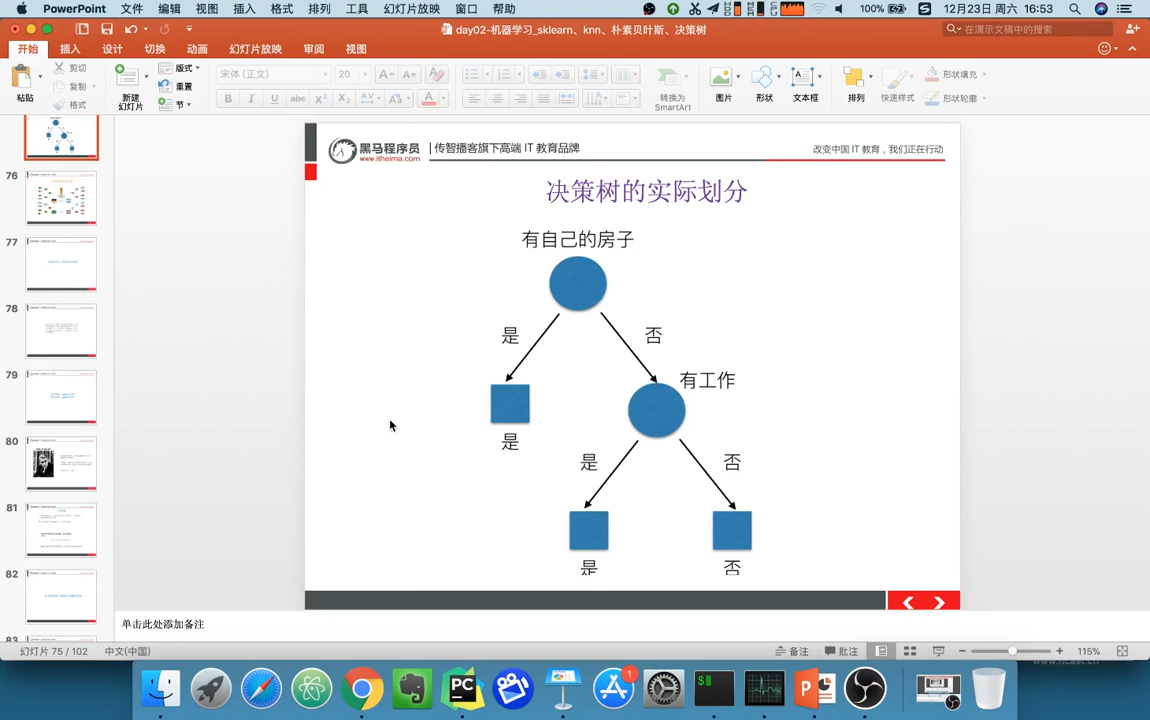 PowerPoint 文件 编辑 视图 插入 格式 排列 工具 幻灯片放映 窗口 帮助 100% 12月23日 周六 16:53
day02-机器学习_sklearn、knn、朴素贝叶斯、决策树
在演示文稿中的搜索
开始 插入 设计 切换 动画 幻灯片放映 审阅 视图
粘贴
剪切
复制
格式
新建
幻灯片
版式
重置
节
宋体 (正文) 20
B I U abc X² X₂
转换为
SmartArt
图片
形状
文本框
排列
快速样式
形状填充
形状轮廓
76
77
78
79
80
81
82
83
黑马程序员
www.itheima.com
传智播客旗下高端 IT 教育品牌
改变中国 IT 教育，我们正在行动
决策树的实际划分
有自己的房子
是 否
有工作
是
是 否
是 否
单击此处添加备注
幻灯片 75 / 102 中文(中国)
备注 批注 115%
www.itcast.cn
PC
1